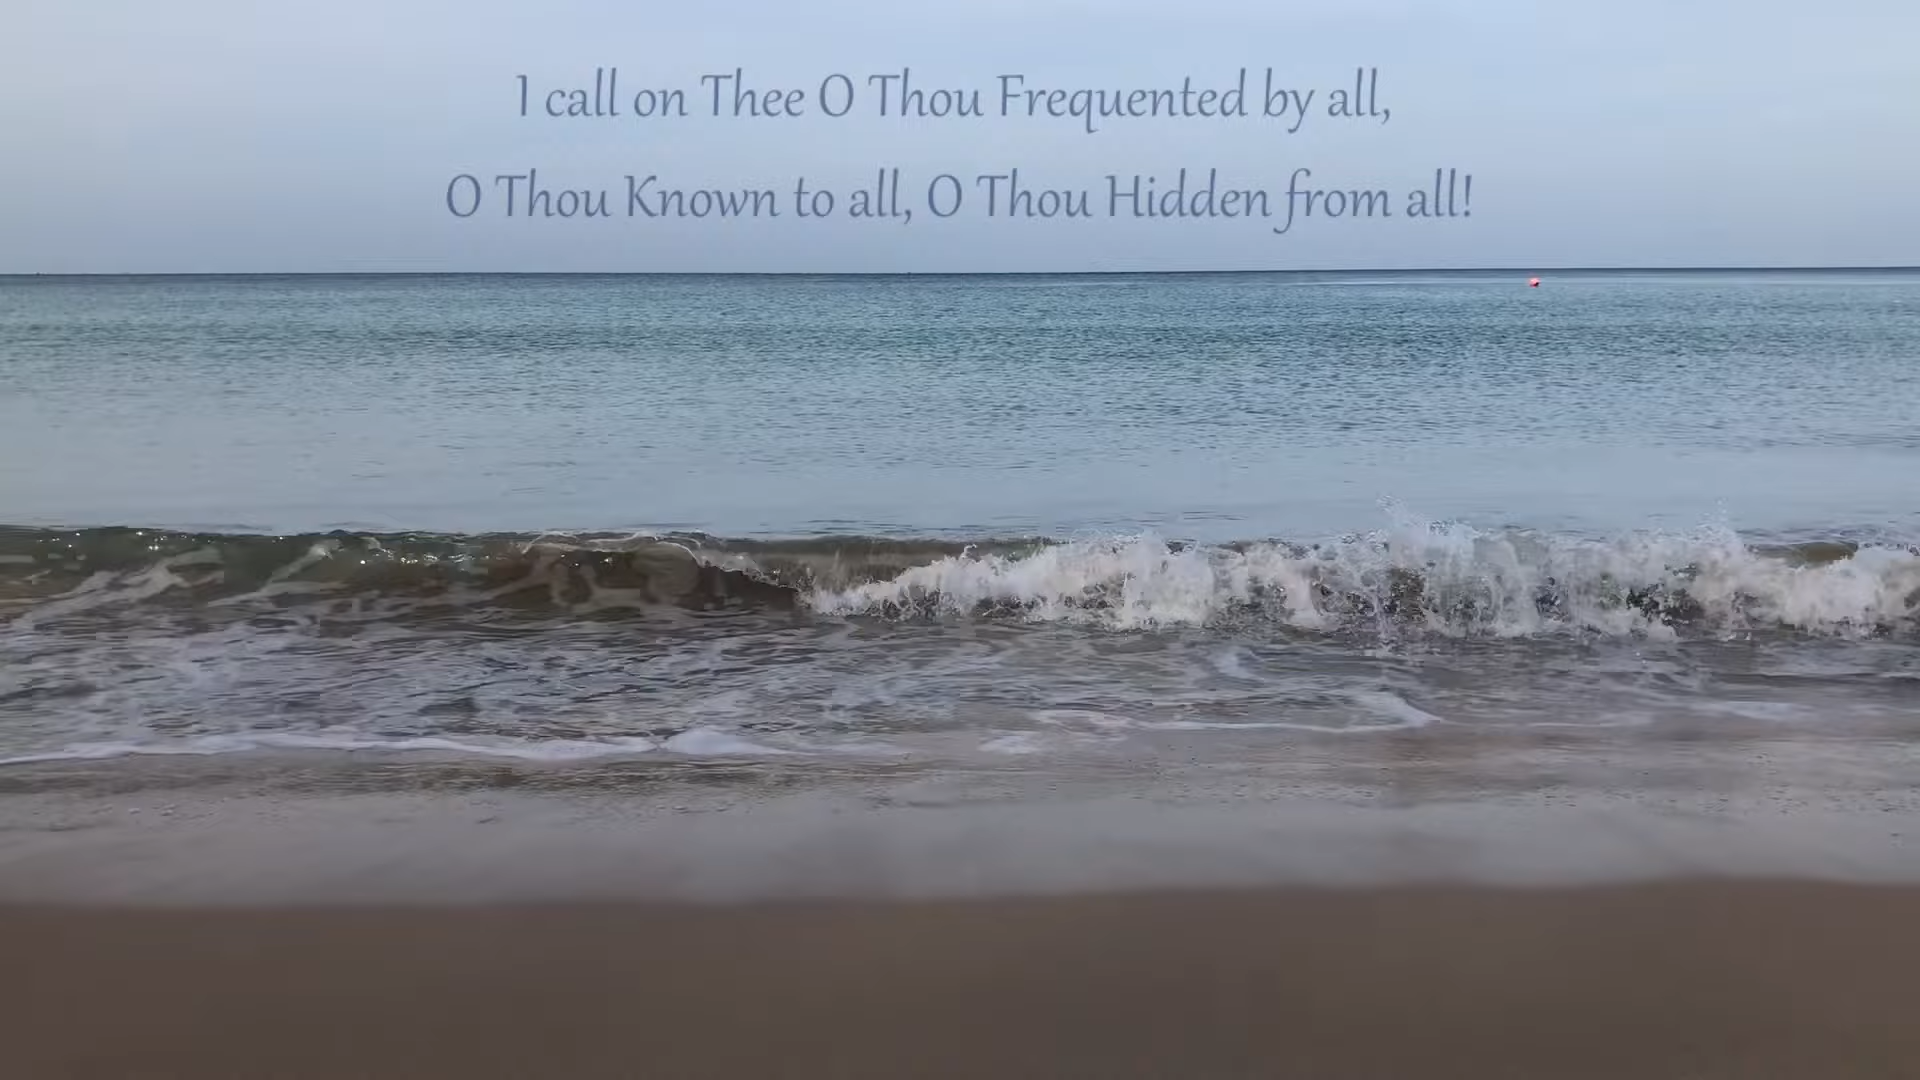 I call on Thee O Thou Frequented by all,
O Thou Known to all, O Thou Hidden from all!